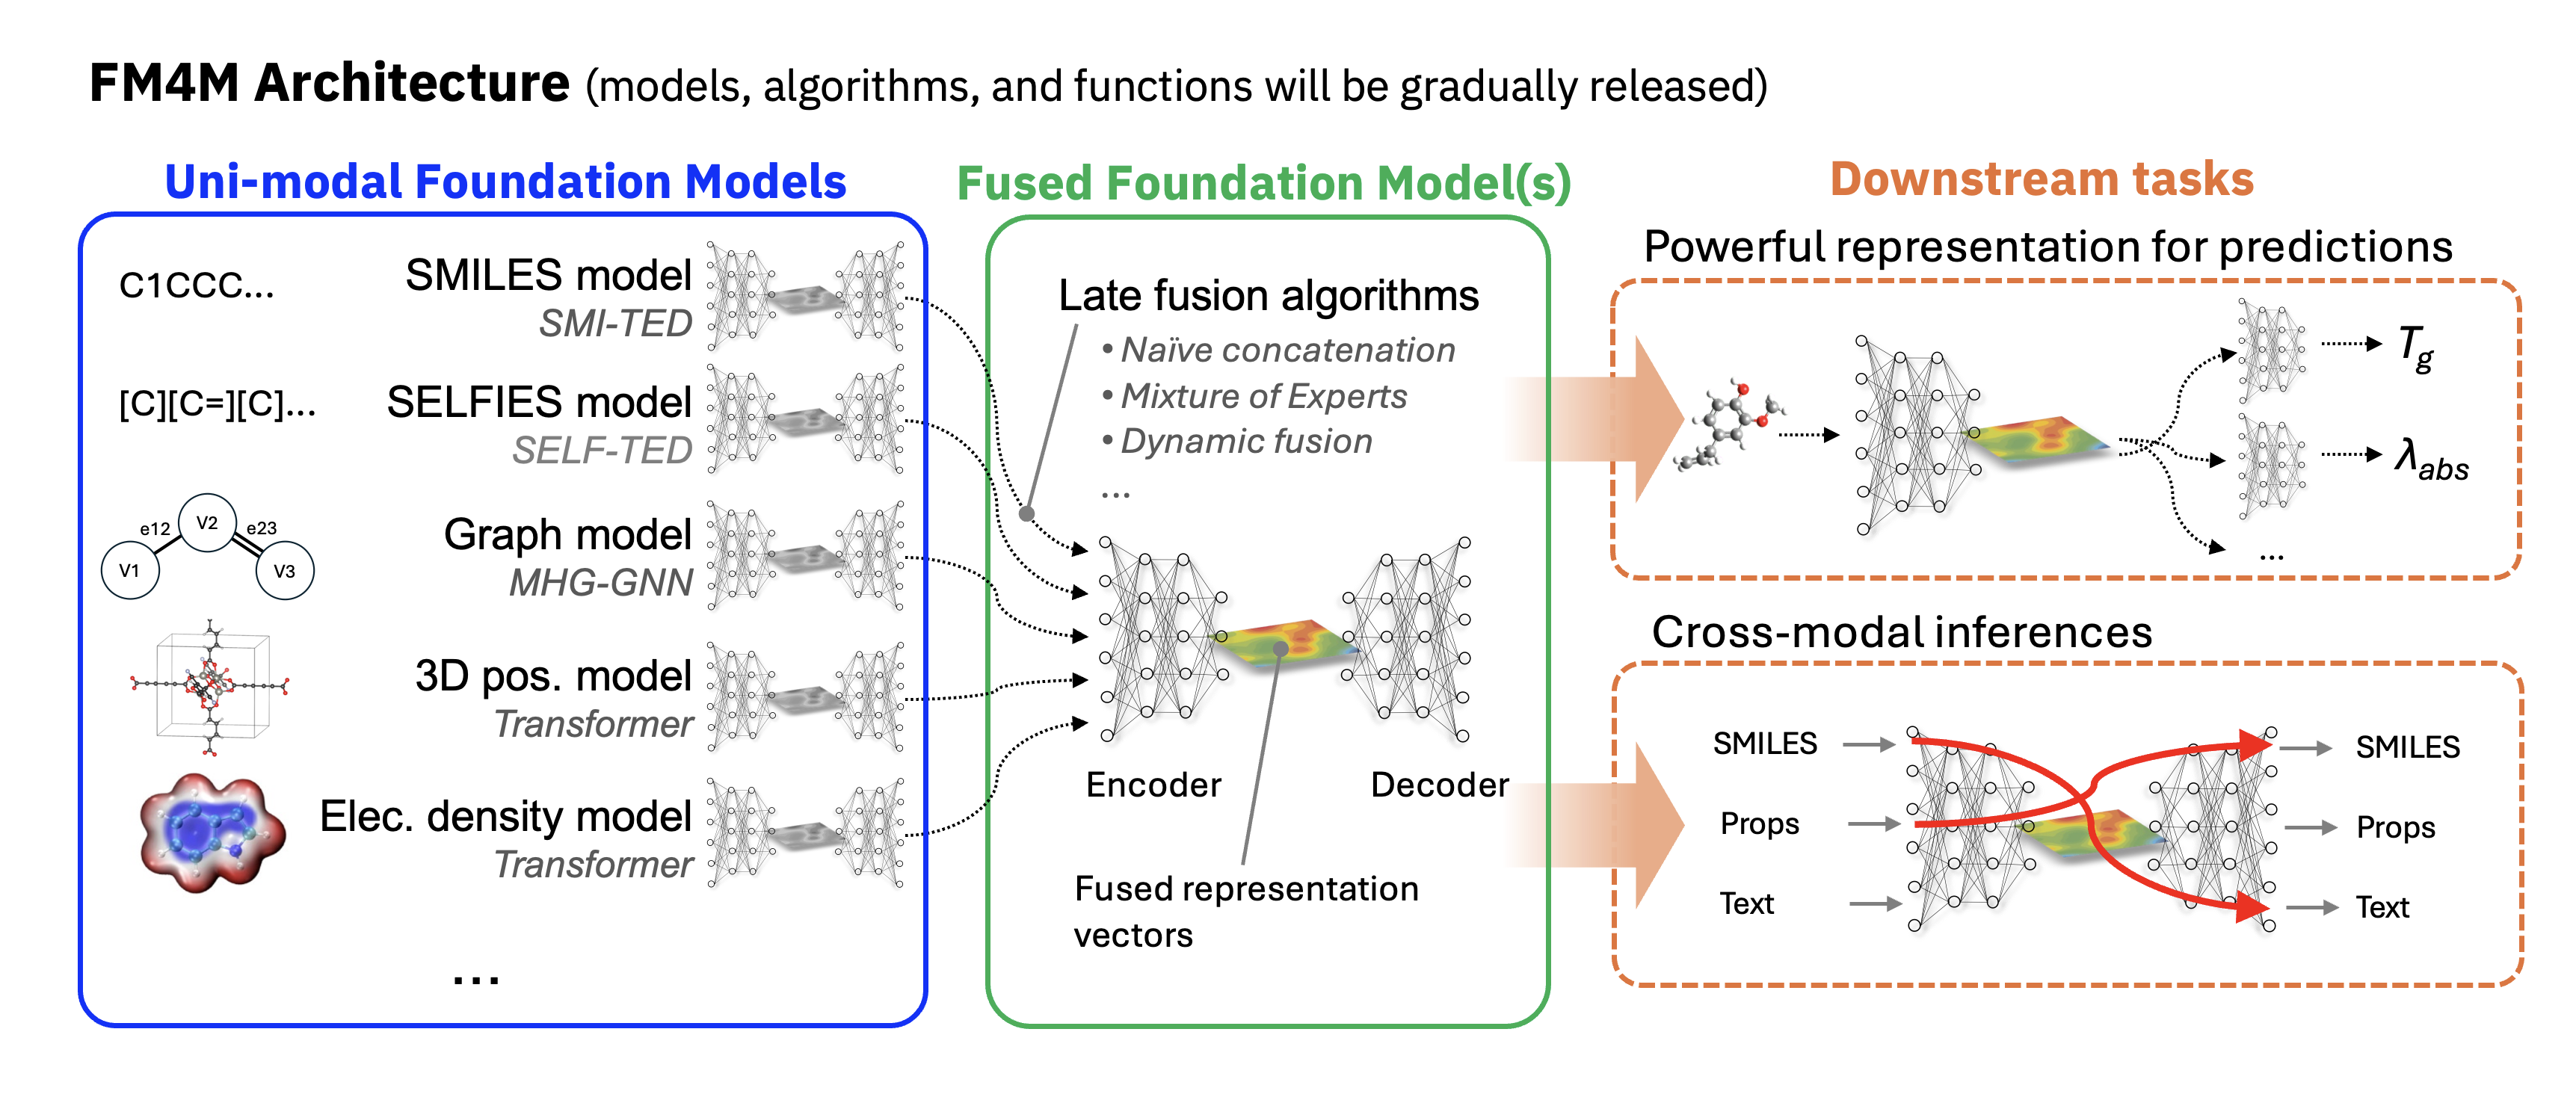 FM4M Architecture (models, algorithms, and functions will be gradually released)
Uni-modal Foundation Models
C1CCC...
SMILES model
SMI-TED
[C][C=][C]...
SELFIES model
SELF-TED
V1
e12
V2
e23
V3
Graph model
MHG-GNN
3D pos. model
Transformer
Elec. density model
Transformer
...
Fused Foundation Model(s)
Late fusion algorithms
• Naïve concatenation
• Mixture of Experts
• Dynamic fusion
...
Encoder
Decoder
Fused representation
vectors
Downstream tasks
Powerful representation for predictions
Tg
λabs
...
Cross-modal inferences
SMILES
Props
Text
SMILES
Props
Text